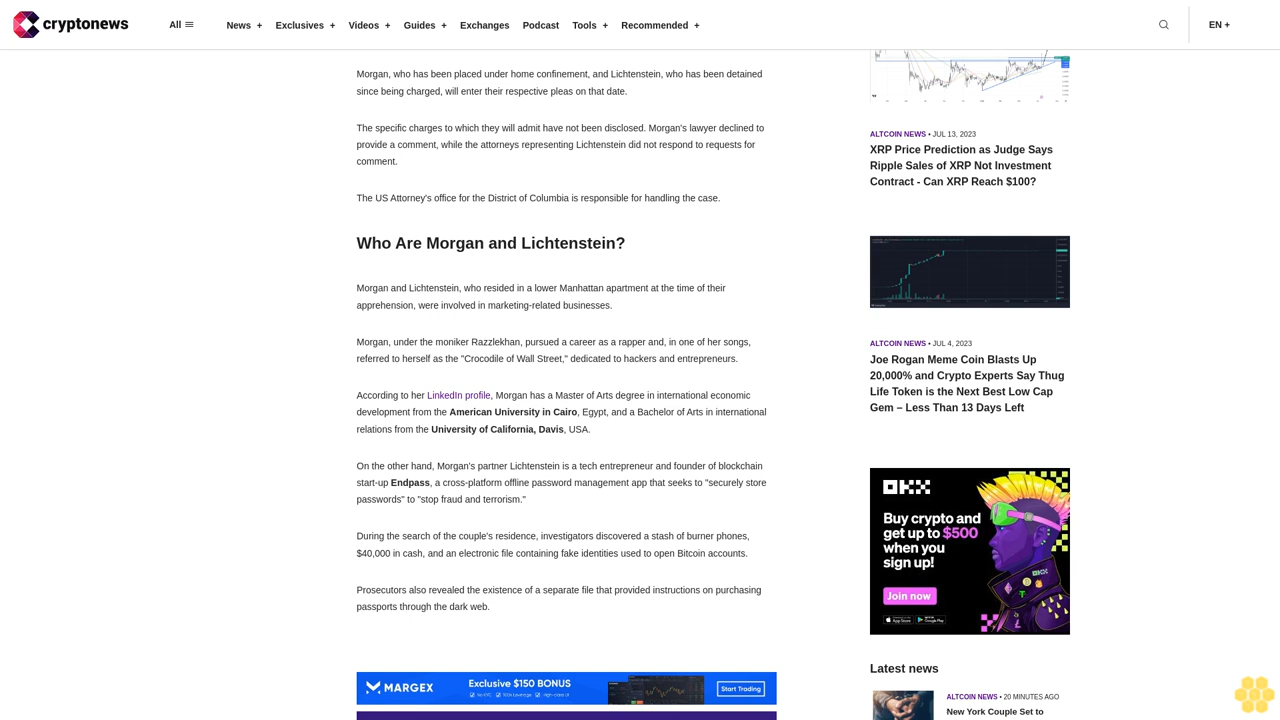 cryptonews
All
News +
Exclusives +
Videos +
Guides +
Exchanges
Podcast
Tools +
Recommended +
EN +
Morgan, who has been placed under home confinement, and Lichtenstein, who has been detained
since being charged, will enter their respective pleas on that date.
The specific charges to which they will admit have not been disclosed. Morgan's lawyer declined to
provide a comment, while the attorneys representing Lichtenstein did not respond to requests for
comment.
The US Attorney's office for the District of Columbia is responsible for handling the case.
Who Are Morgan and Lichtenstein?
Morgan and Lichtenstein, who resided in a lower Manhattan apartment at the time of their
apprehension, were involved in marketing-related businesses.
Morgan, under the moniker Razzlekhan, pursued a career as a rapper and, in one of her songs,
referred to herself as the "Crocodile of Wall Street," dedicated to hackers and entrepreneurs.
According to her LinkedIn profile, Morgan has a Master of Arts degree in international economic
development from the American University in Cairo, Egypt, and a Bachelor of Arts in international
relations from the University of California, Davis, USA.
On the other hand, Morgan's partner Lichtenstein is a tech entrepreneur and founder of blockchain
start-up Endpass, a cross-platform offline password management app that seeks to "securely store
passwords" to "stop fraud and terrorism."
During the search of the couple's residence, investigators discovered a stash of burner phones,
$40,000 in cash, and an electronic file containing fake identities used to open Bitcoin accounts.
Prosecutors also revealed the existence of a separate file that provided instructions on purchasing
passports through the dark web.
MARGEX
Exclusive $150 BONUS
No KYC
100x Leverage
High-class UI
Start Trading
ALTCOIN NEWS • JUL 13, 2023
XRP Price Prediction as Judge Says
Ripple Sales of XRP Not Investment
Contract - Can XRP Reach $100?
ALTCOIN NEWS • JUL 4, 2023
Joe Rogan Meme Coin Blasts Up
20,000% and Crypto Experts Say Thug
Life Token is the Next Best Low Cap
Gem – Less Than 13 Days Left
OKX
Buy crypto and
get up to $500
when you
sign up!
Join now
App Store
Google Play
Latest news
ALTCOIN NEWS • 20 MINUTES AGO
New York Couple Set to